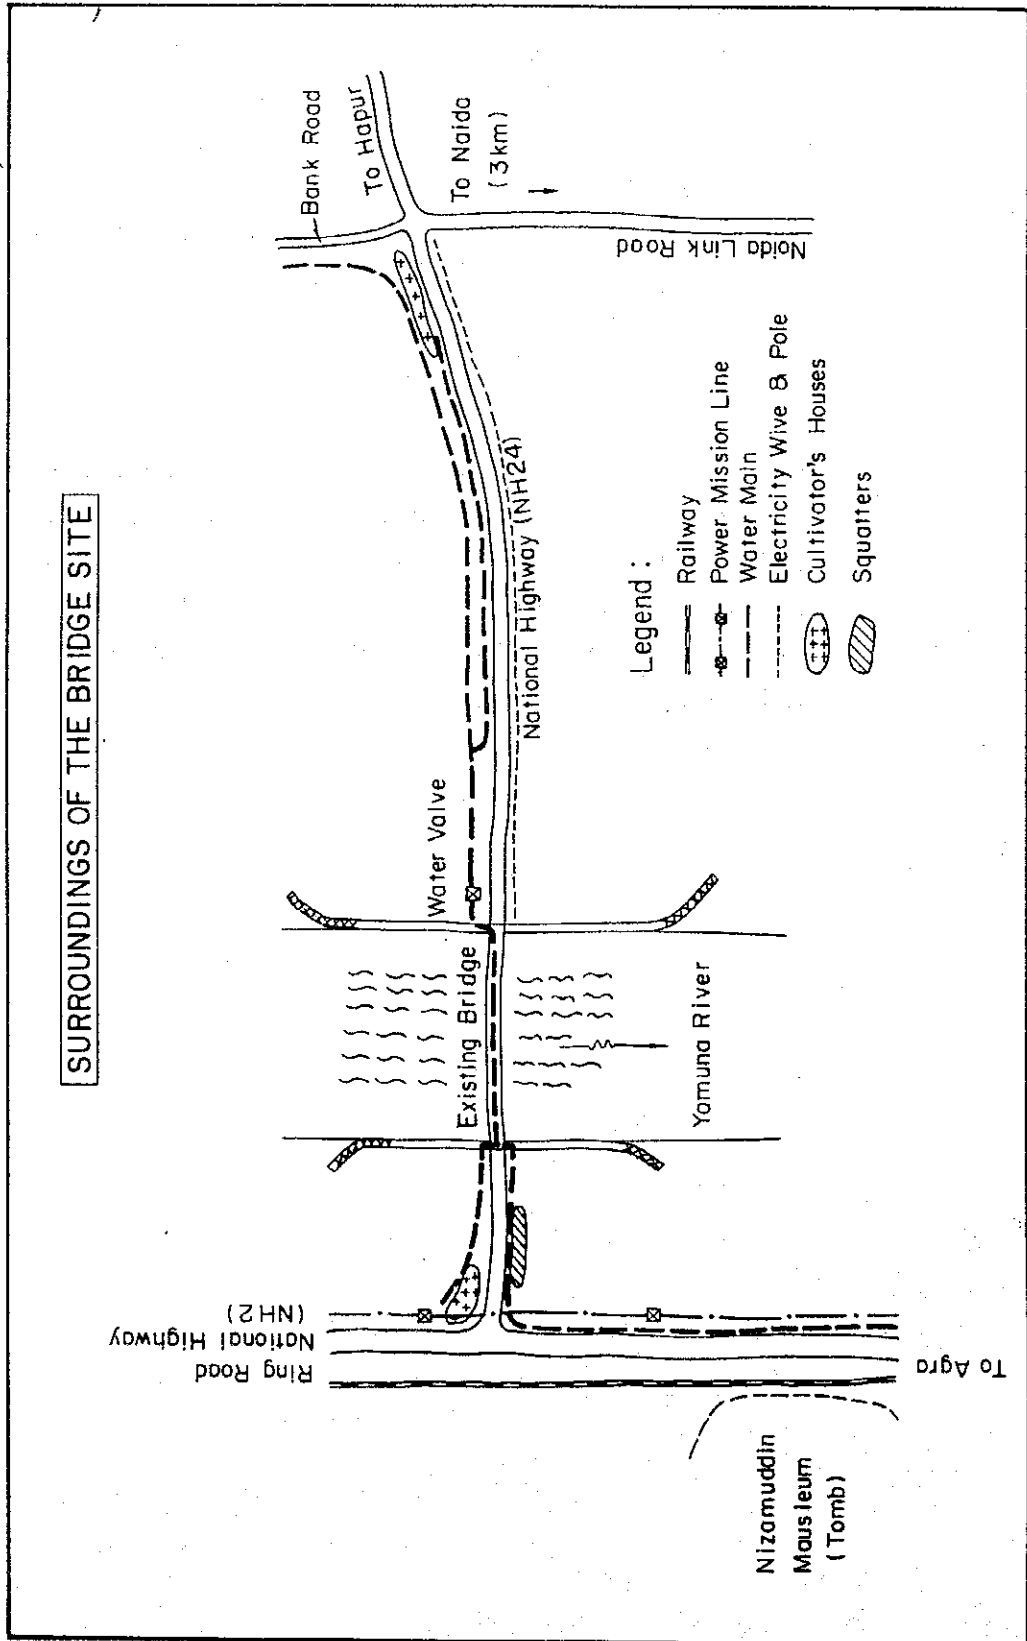 SURROUNDINGS OF THE BRIDGE SITE
Bank Road
To Hapur
To Naida
(3km)
Noida Link Road
National Highway (NH24)
Water Valve
Existing Bridge
Yamuna River
National Highway
(NH2)
Ring Road
To Agra
Nizamuddin
Mausleum
(Tomb)
Legend :
Railway
Power Mission Line
Water Main
Electricity Wive & Pole
Cultivator's Houses
Squatters